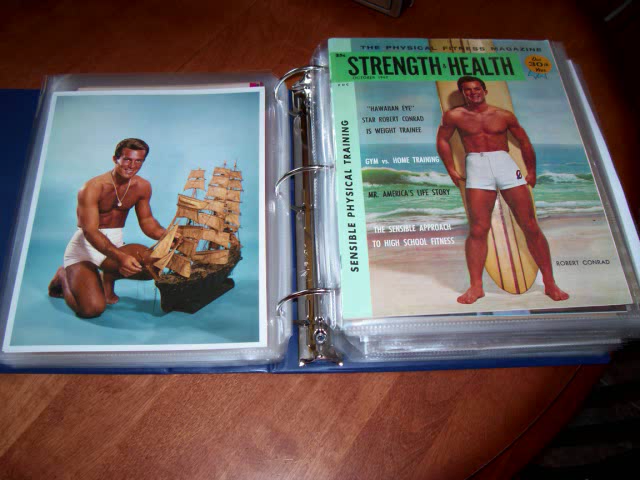 THE PHYSICAL FITNESS MAGAZINE
STRENGTH & HEALTH
SENSIBLE PHYSICAL TRAINING
"HAWAIIAN EYE"
STAR ROBERT CONRAD
IS WEIGHT TRAINEE
GYM vs. HOME TRAINING
MR. AMERICA'S LIFE STORY
THE SENSIBLE APPROACH
TO HIGH SCHOOL FITNESS
ROBERT CONRAD